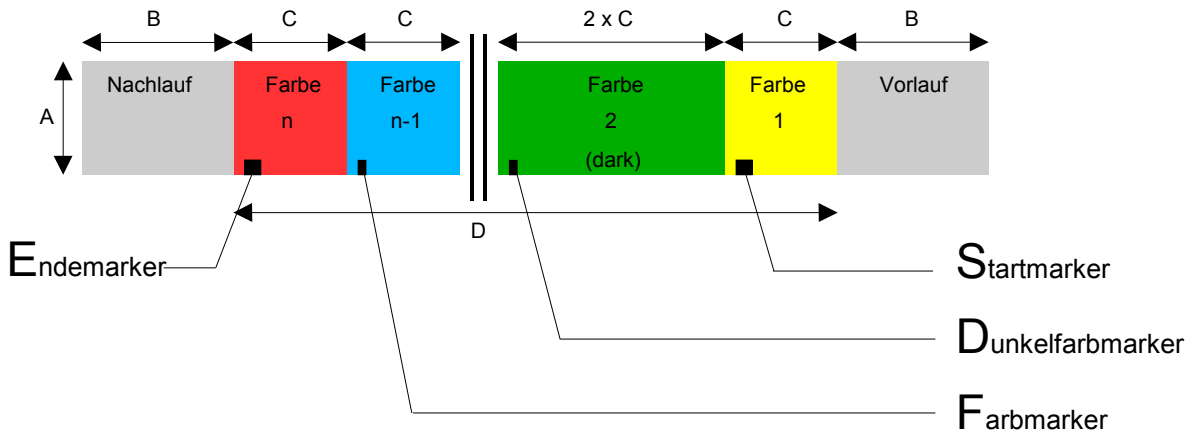 B C C 2 x C C B
A
Nachlauf Farbe Farbe Farbe Farbe Vorlauf
n n-1 2 1
(dark)
D
Endemarker
Startmarker
Dunkelfarbmarker
Farbmarker